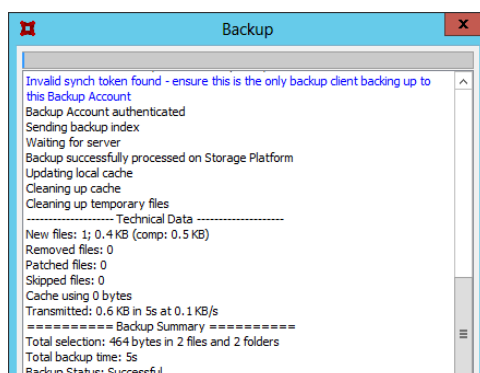 Backup
x
Invalid synch token found - ensure this is the only backup client backing up to
this Backup Account
Backup Account authenticated
Sending backup index
Waiting for server
Backup successfully processed on Storage Platform
Updating local cache
Cleaning up cache
Cleaning up temporary files
-------------------- Technical Data --------------------
New files: 1; 0.4 KB (comp: 0.5 KB)
Removed files: 0
Patched files: 0
Skipped files: 0
Cache using 0 bytes
Transmitted: 0.6 KB in 5s at 0.1 KB/s
========== Backup Summary ==========
Total selection: 464 bytes in 2 files and 2 folders
Total backup time: 5s
Backup Status: Successful